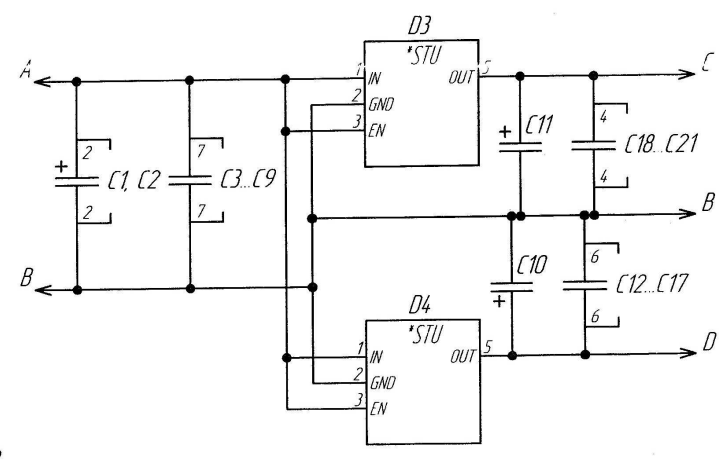 D3
*STU
A
1 IN
OUT 5
C
2 GND
3 EN
2
7
4
+ C11
C18...C21
+ C1, C2
C3...C9
2
7
4
B
C10
6
B
C12...C17
+
D4
*STU
6
1 IN
OUT 5
D
2 GND
3 EN